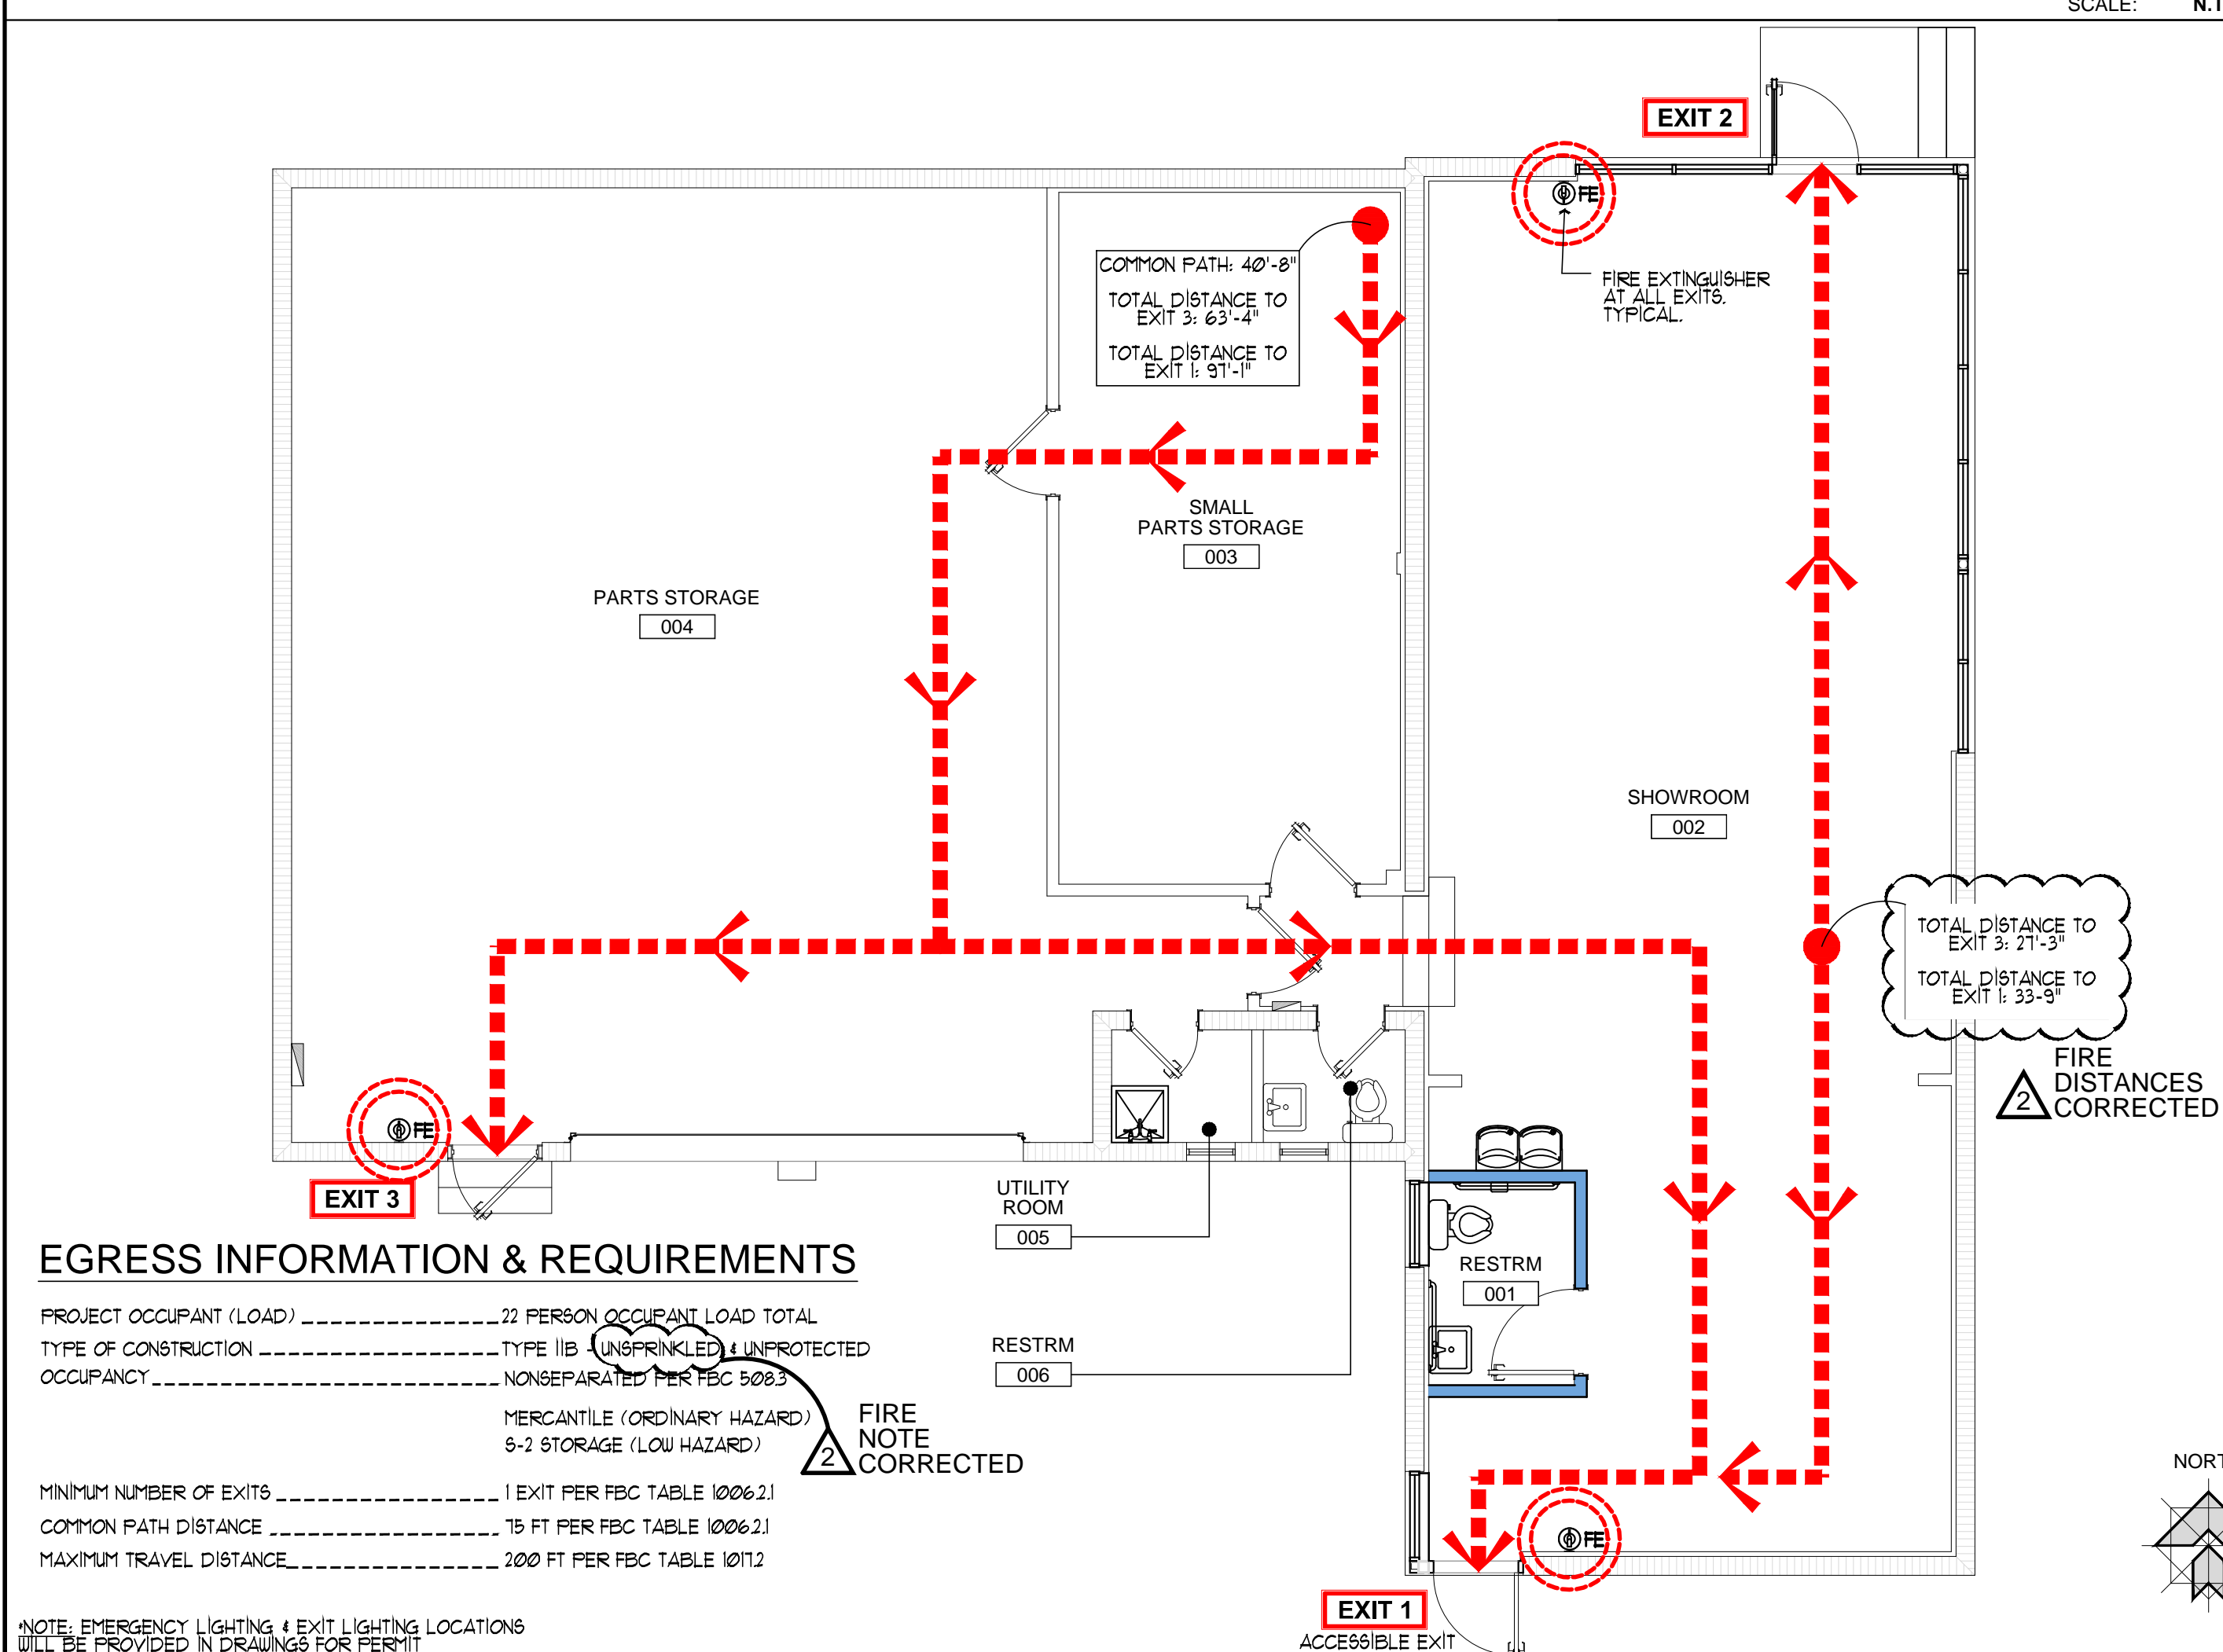 SCALE:
EXIT 2
COMMON PATH: 40'-8"
TOTAL DISTANCE TO
EXIT 3: 63'-4"
TOTAL DISTANCE TO
EXIT 1: 97'-1"
FE
FIRE EXTINGUISHER
AT ALL EXITS.
TYPICAL.
SMALL
PARTS STORAGE
003
PARTS STORAGE
004
SHOWROOM
002
TOTAL DISTANCE TO
EXIT 3: 27'-3"
TOTAL DISTANCE TO
EXIT 1: 33-9"
2
FIRE
DISTANCES
CORRECTED
FE
EXIT 3
UTILITY
ROOM
005
RESTRM
001
RESTRM
006
EGRESS INFORMATION & REQUIREMENTS
PROJECT OCCUPANT (LOAD) 22 PERSON OCCUPANT LOAD TOTAL
TYPE OF CONSTRUCTION TYPE IIB - UNSPRINKLED & UNPROTECTED
OCCUPANCY NONSEPARATED PER FBC 508.3
MERCANTILE (ORDINARY HAZARD)
S-2 STORAGE (LOW HAZARD)
2
FIRE
NOTE
CORRECTED
MINIMUM NUMBER OF EXITS 1 EXIT PER FBC TABLE 1006.2.1
COMMON PATH DISTANCE 75 FT PER FBC TABLE 1006.2.1
MAXIMUM TRAVEL DISTANCE 200 FT PER FBC TABLE 1017.2
*NOTE: EMERGENCY LIGHTING & EXIT LIGHTING LOCATIONS
WILL BE PROVIDED IN DRAWINGS FOR PERMIT
FE
EXIT 1
ACCESSIBLE EXIT